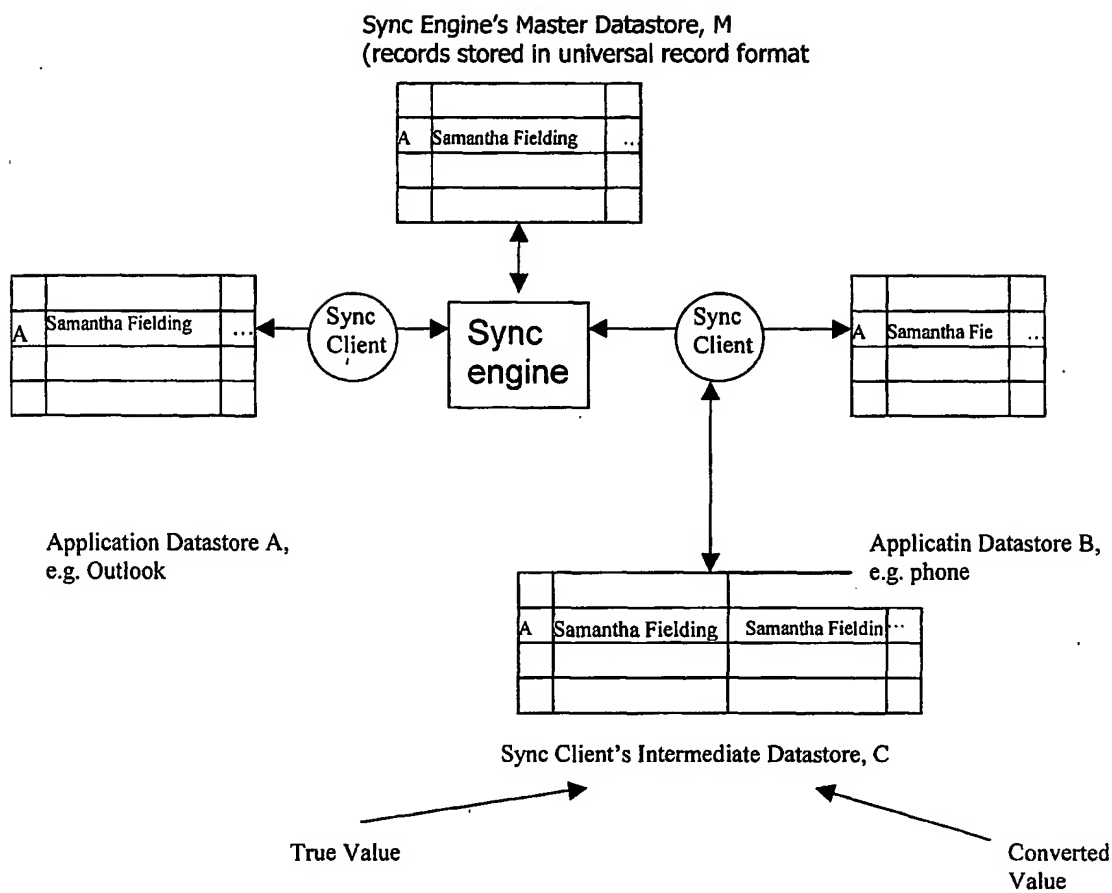 Sync Engine's Master Datastore, M
(records stored in universal record format
A Samantha Fielding ...
A Samantha Fielding ...
Sync
Client
Sync
engine
Sync
Client
A Samantha Fie ...
Application Datastore A,
e.g. Outlook
Applicatin Datastore B,
e.g. phone
A Samantha Fielding Samantha Fieldin ...
Sync Client's Intermediate Datastore, C
True Value
Converted
Value